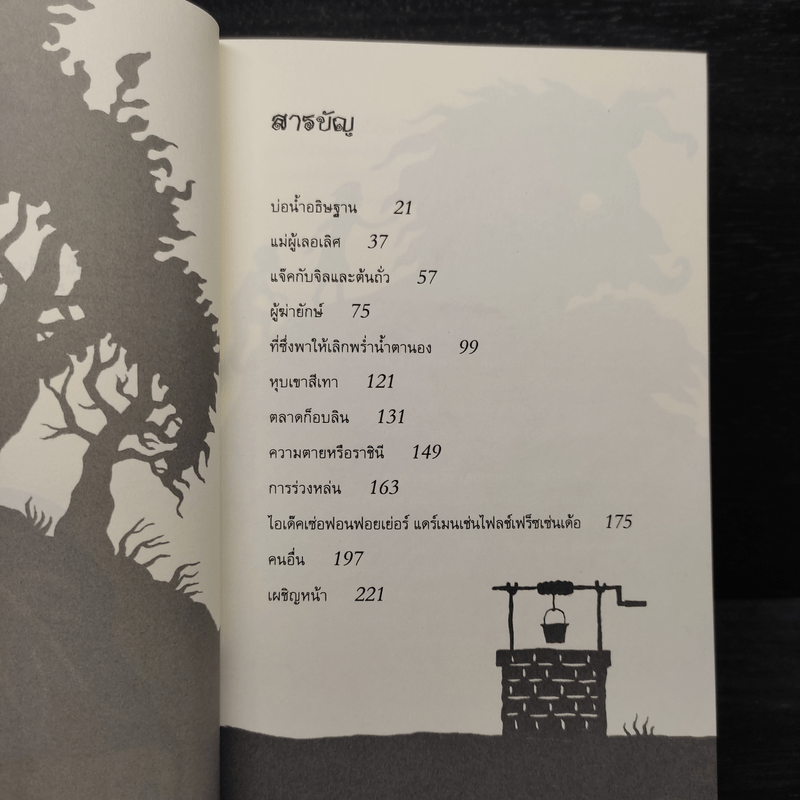 สารบัญ
บ่อน้ำอธิษฐาน 21
แม่ผู้เลอเลิศ 37
แจ๊คกับจิลและต้นถั่ว 57
ผู้ฆ่ายักษ์ 75
ที่ซึ่งพาให้เลิกพร่ำน้ำตานอง 99
หุบเขาสีเทา 121
ตลาดก็อบลิน 131
ความตายหรือราชินี 149
การร่วงหล่น 163
ไอเด็คเซ่อฟอนฟอยเย่อร์ แดร์เมนเช่นไฟลช์เฟร็ซเซ่นเด้อ 175
คนอื่น 197
เผชิญหน้า 221